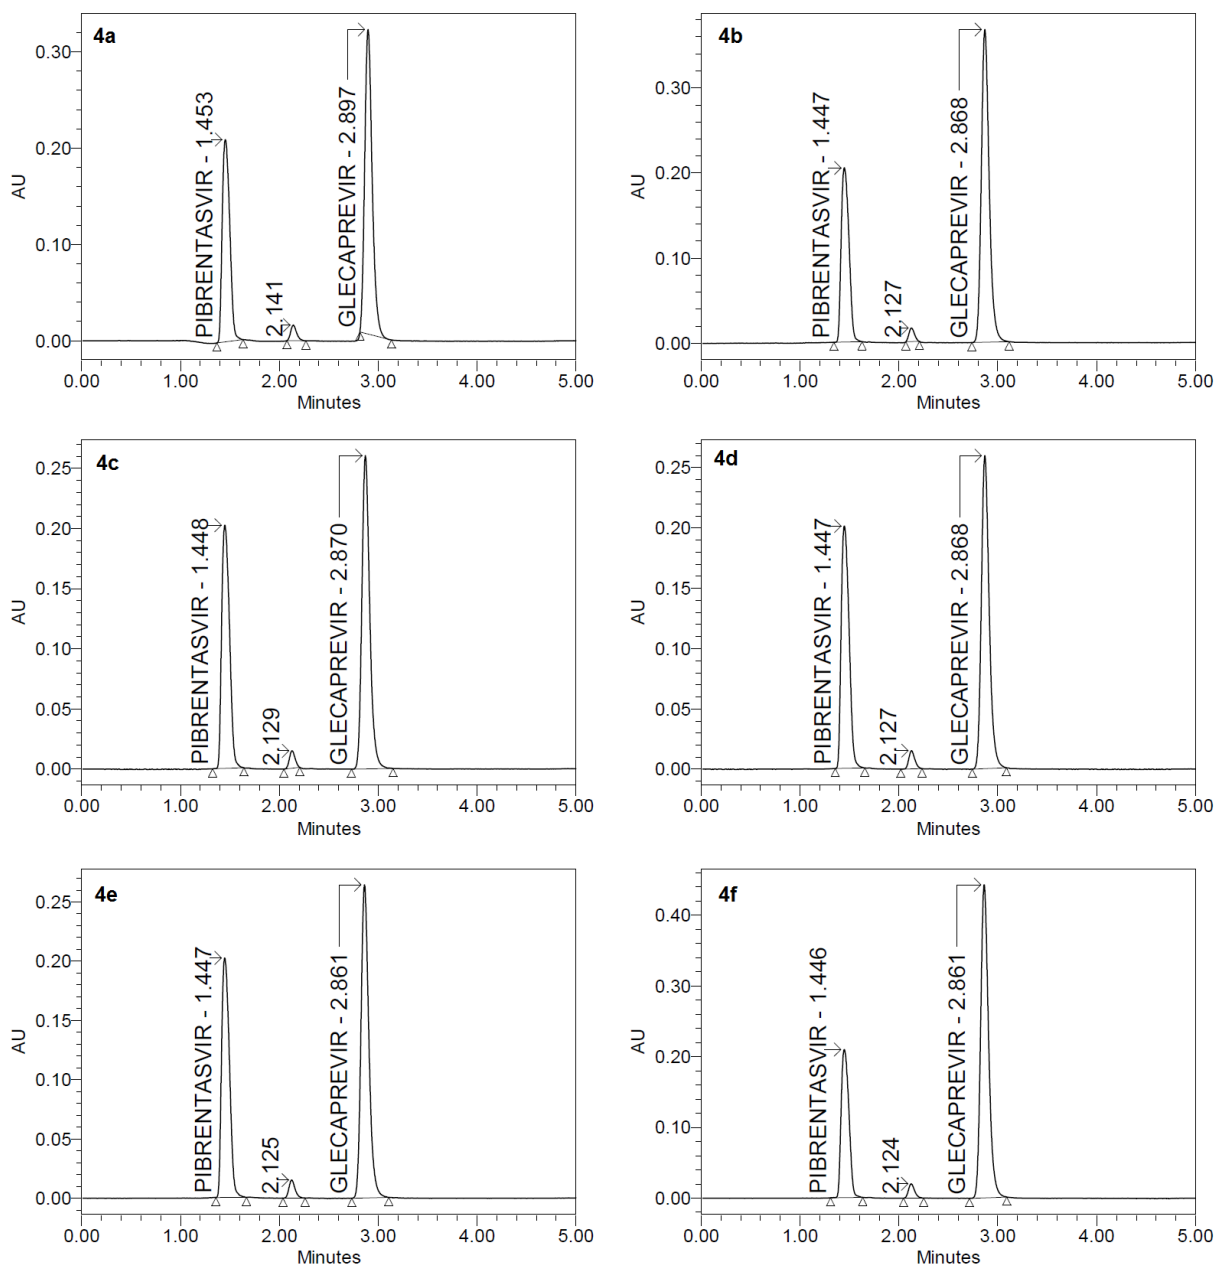 4a
AU
0.30
0.20
0.10
0.00
PIBRENTASVIR - 1.453
2.141
GLECAPREVIR - 2.897
0.00 1.00 2.00 3.00 4.00 5.00
Minutes
4b
AU
0.30
0.20
0.10
0.00
PIBRENTASVIR - 1.447
2.127
GLECAPREVIR - 2.868
0.00 1.00 2.00 3.00 4.00 5.00
Minutes
4c
AU
0.25
0.20
0.15
0.10
0.05
0.00
PIBRENTASVIR - 1.448
2.129
GLECAPREVIR - 2.870
0.00 1.00 2.00 3.00 4.00 5.00
Minutes
4d
AU
0.25
0.20
0.15
0.10
0.05
0.00
PIBRENTASVIR - 1.447
2.127
GLECAPREVIR - 2.868
0.00 1.00 2.00 3.00 4.00 5.00
Minutes
4e
AU
0.25
0.20
0.15
0.10
0.05
0.00
PIBRENTASVIR - 1.447
2.125
GLECAPREVIR - 2.861
0.00 1.00 2.00 3.00 4.00 5.00
Minutes
4f
AU
0.40
0.30
0.20
0.10
0.00
PIBRENTASVIR - 1.446
2.124
GLECAPREVIR - 2.861
0.00 1.00 2.00 3.00 4.00 5.00
Minutes